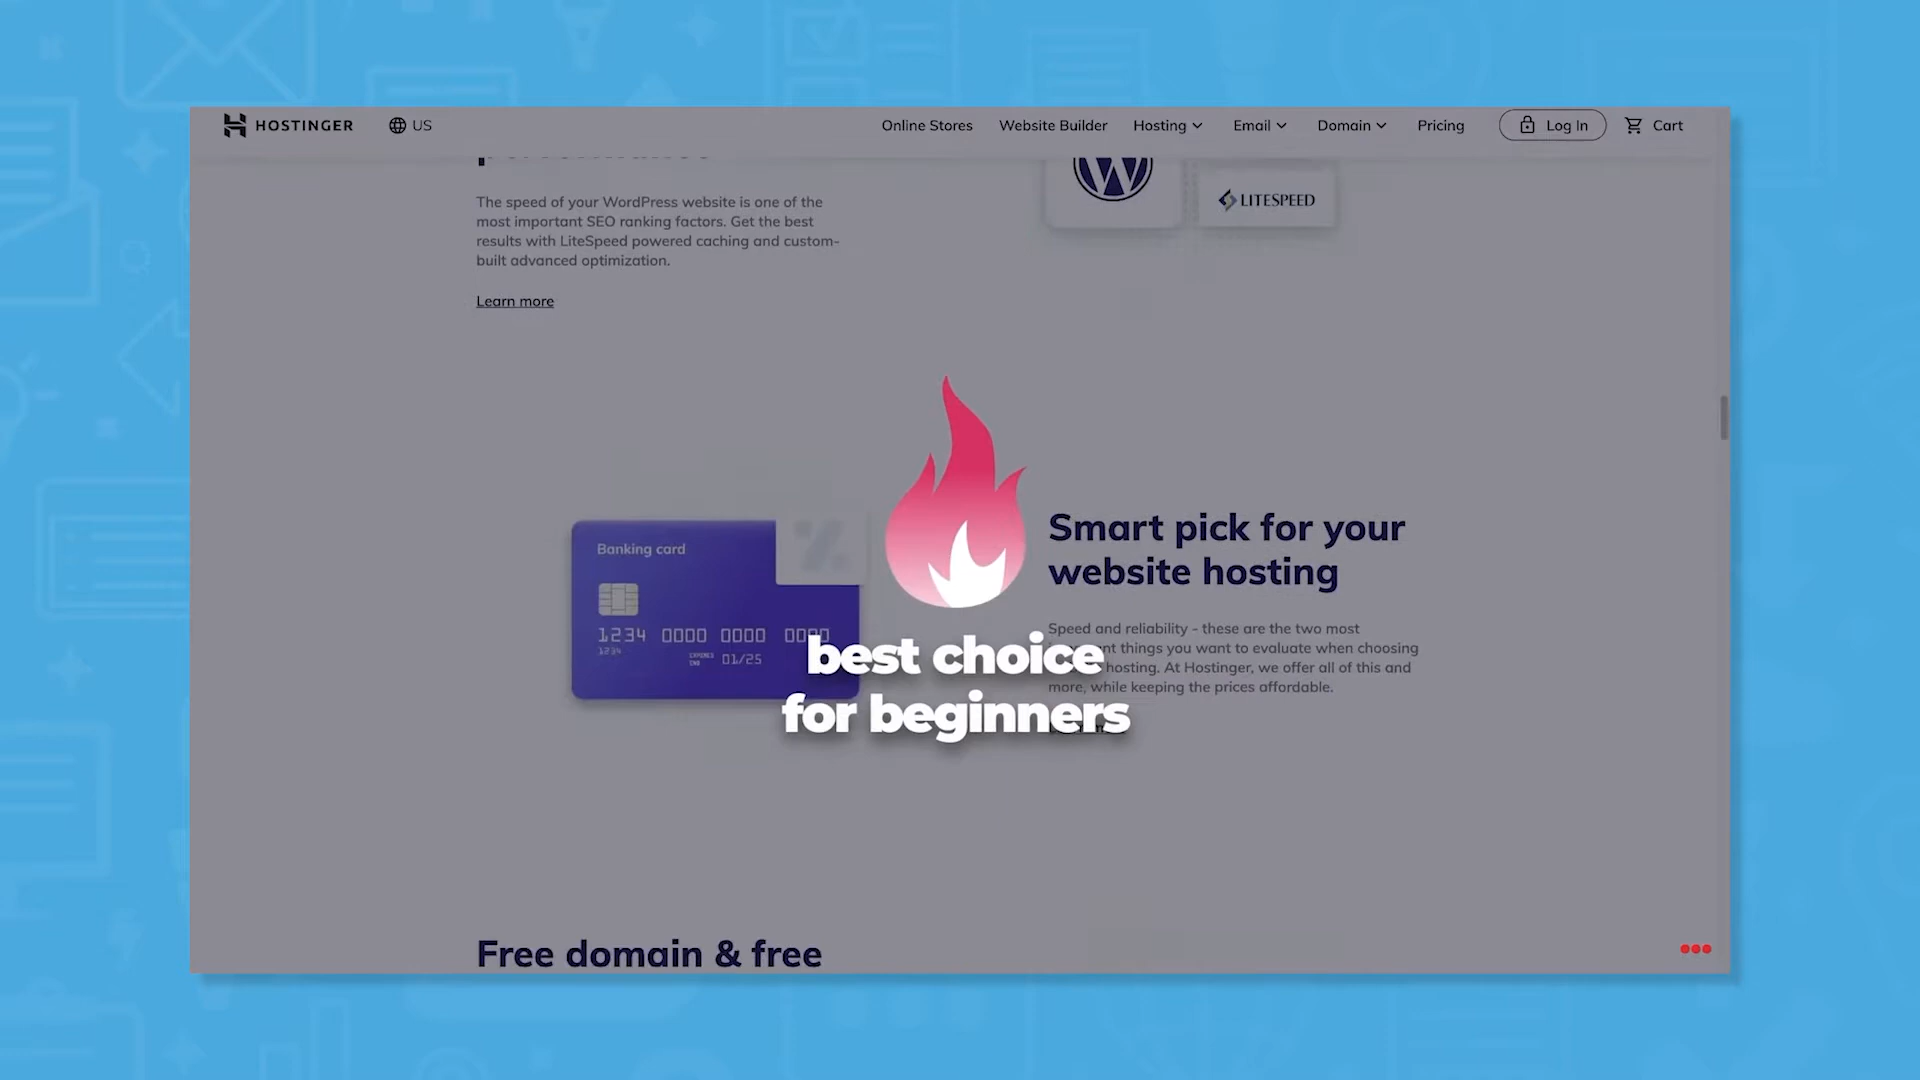 HOSTINGER
US
Online Stores
Website Builder
Hosting
Email
Domain
Pricing
Log In
Cart
The speed of your WordPress website is one of the
most important SEO ranking factors. Get the best
results with LiteSpeed powered caching and custom-
built advanced optimization.
Learn more
LITESPEED
Banking card
1234 0000 0000 0000
1234
01/25
Smart pick for your
website hosting
Speed and reliability - these are the two most
things you want to evaluate when choosing
hosting. At Hostinger, we offer all of this and
more, while keeping the prices affordable.
best choice
for beginners
Free domain & free